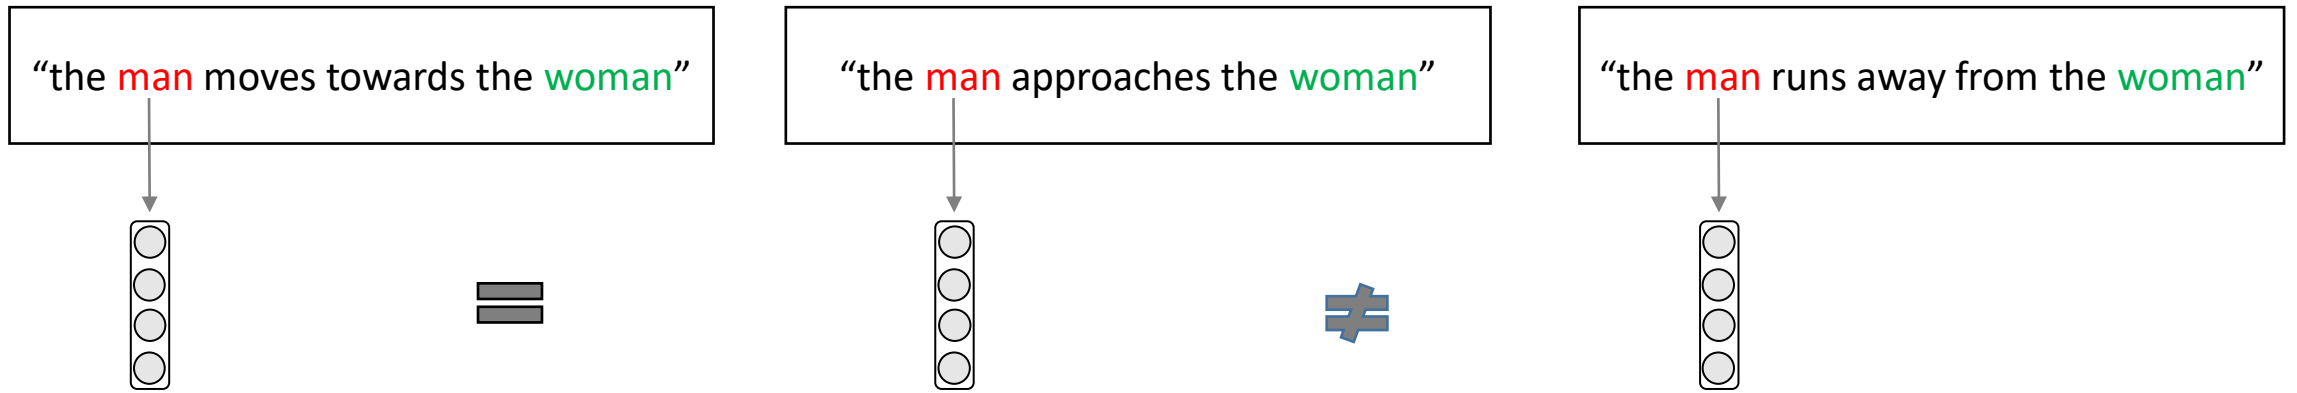 “the man moves towards the woman”
“the man approaches the woman”
“the man runs away from the woman”